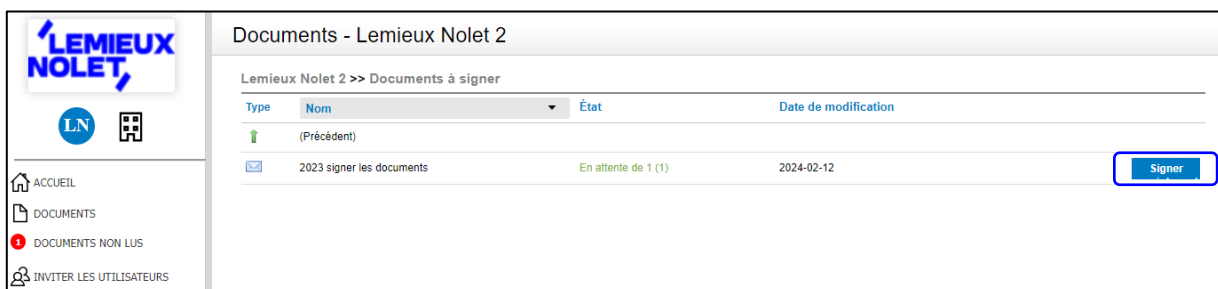 LEMIEUX
NOLET
LN
ACCUEIL
DOCUMENTS
1 DOCUMENTS NON LUS
INVITER LES UTILISATEURS
Documents - Lemieux Nolet 2
Lemieux Nolet 2 >> Documents à signer
Type Nom État Date de modification
(Précédent)
2023 signer les documents En attente de 1 (1) 2024-02-12 Signer